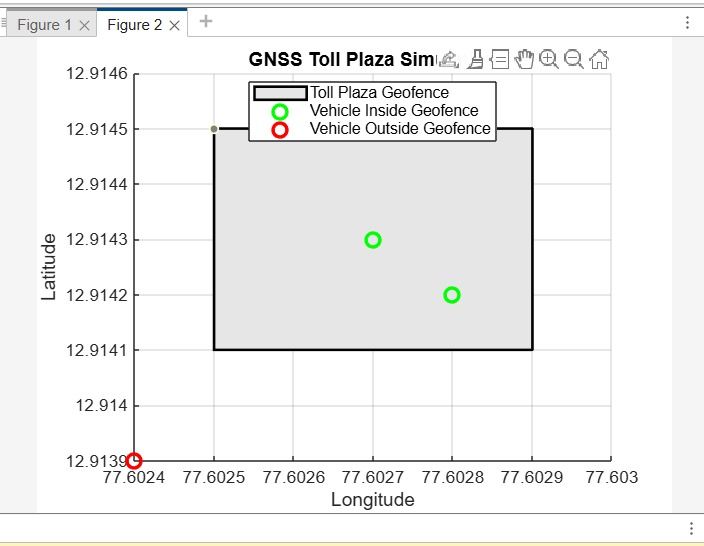 Figure 1
Figure 2
GNSS Toll Plaza Sim
Toll Plaza Geofence
Vehicle Inside Geofence
Vehicle Outside Geofence
12.9146
12.9145
12.9144
12.9143
12.9142
12.9141
12.914
12.9139
Latitude
77.6024 77.6025 77.6026 77.6027 77.6028 77.6029 77.603
Longitude